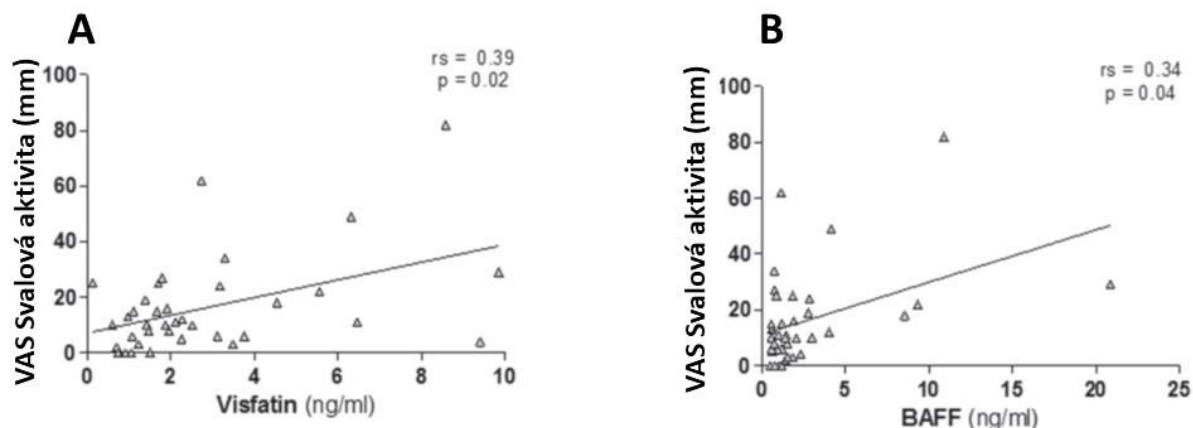 A
rs = 0.39
p = 0.02
VAS Svalová aktivita (mm)
100
80
60
40
20
0
0
2
4
6
8
10
Visfatin (ng/ml)
B
rs = 0.34
p = 0.04
VAS Svalová aktivita (mm)
100
80
60
40
20
0
0
5
10
15
20
25
BAFF (ng/ml)